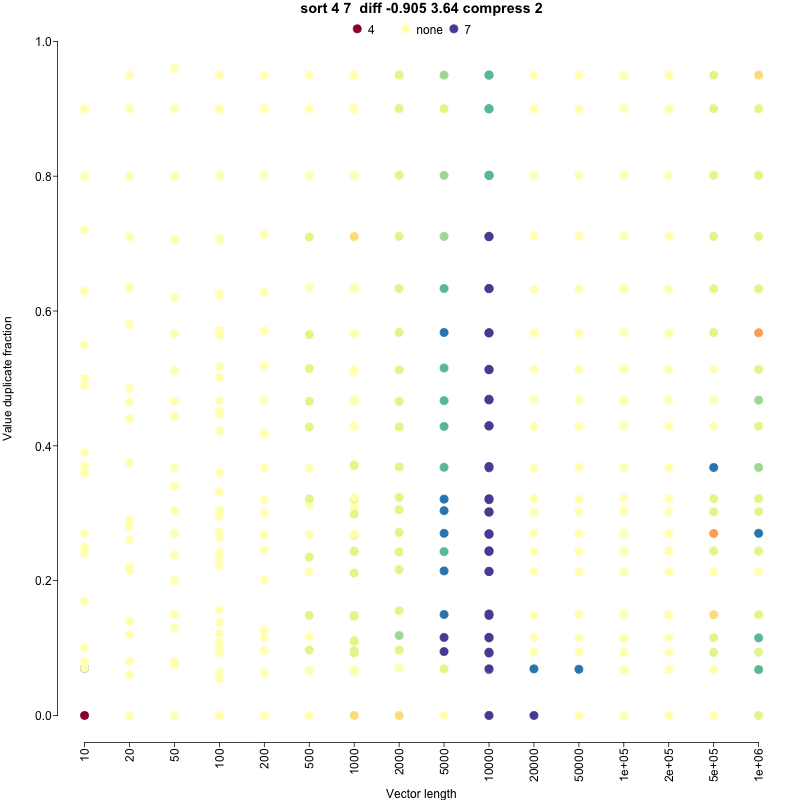 sort 4 7 diff -0.905 3.64 compress 2
4 none 7
1.0
0.8
0.6
0.4
0.2
0.0
Value duplicate fraction
10 20 50 100 200 500 1000 2000 5000 10000 20000 50000 1e+05 2e+05 5e+05 1e+06
Vector length